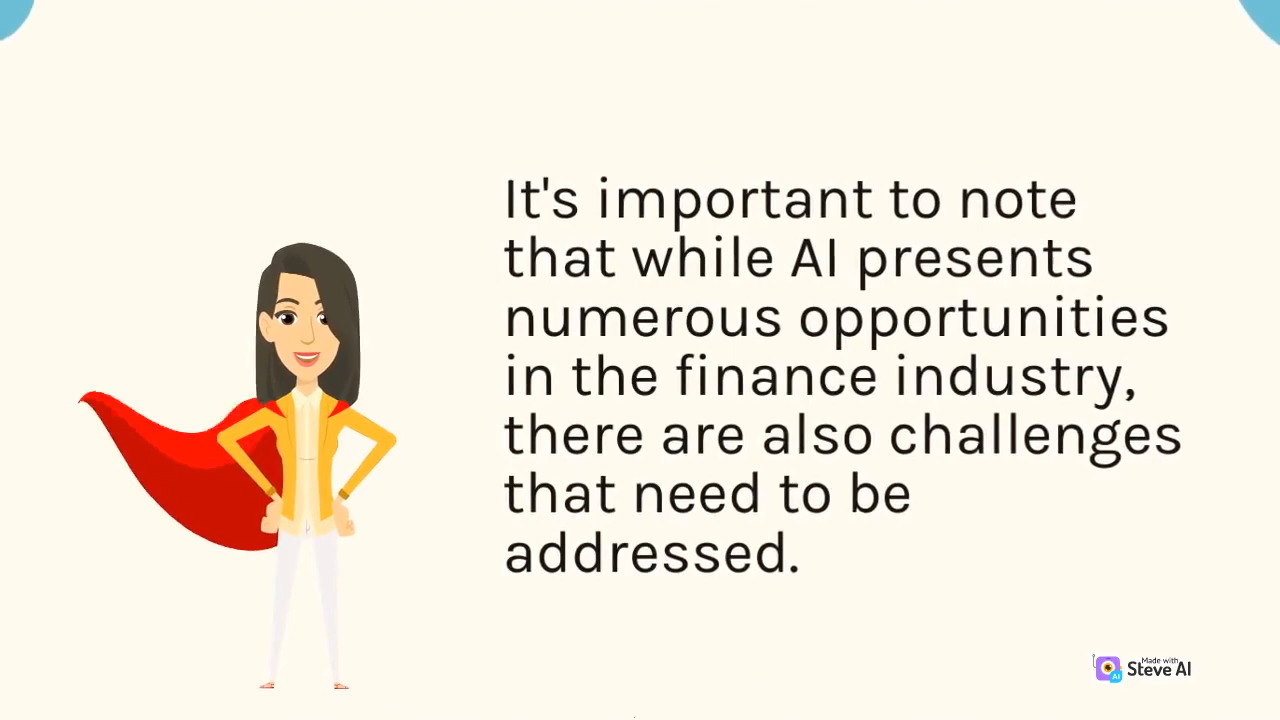 It's important to note
that while AI presents
numerous opportunities
in the finance industry,
there are also challenges
that need to be
addressed.
Made with
Steve AI
AI